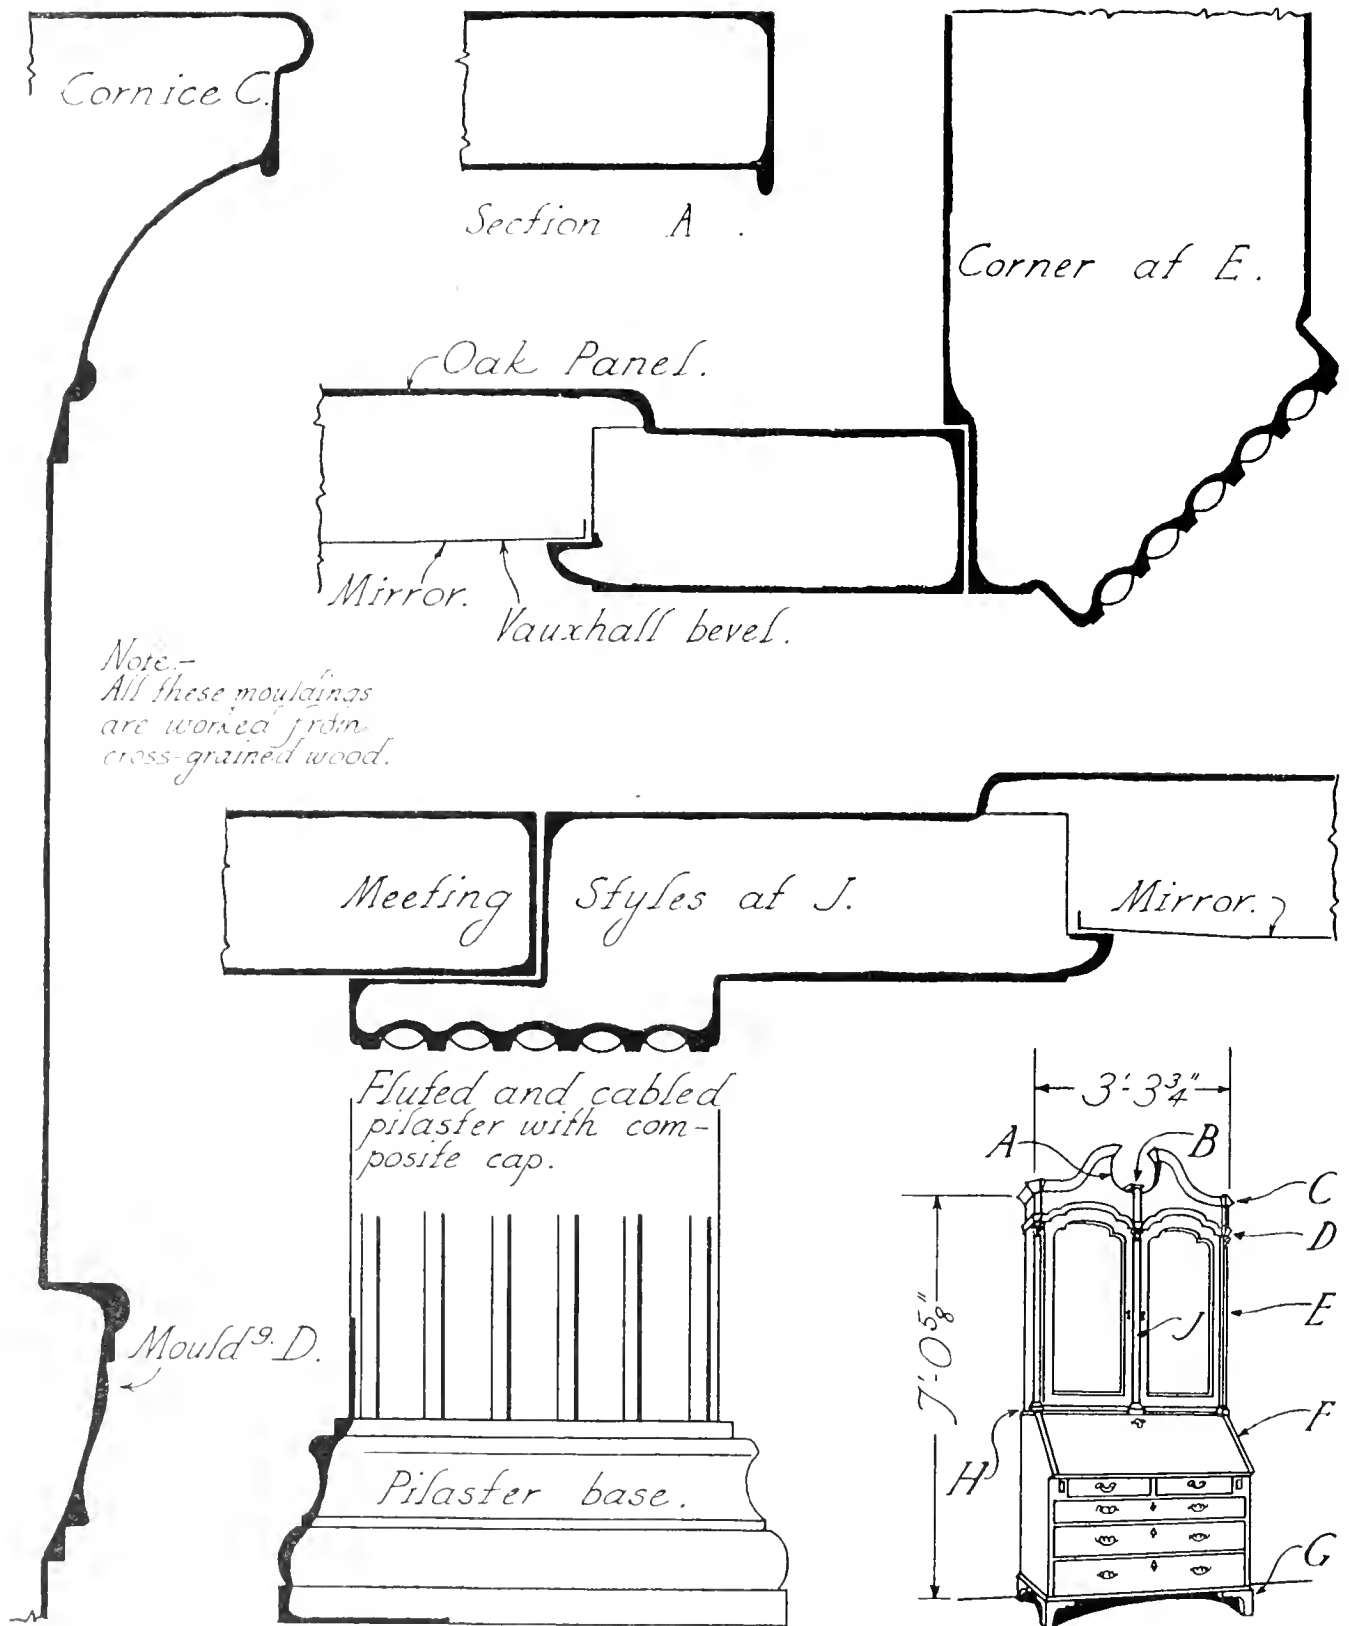 Cornice C.
Section A.
Corner at E.
Oak Panel.
Mirror.
Vauxhall bevel.
Note.-
All these mouldings
are worked from
cross-grained wood.
Meeting Styles at J.
Mirror.
Fluted and cabled
pilaster with com-
posite cap.
Mouldg. D.
Pilaster base.
3'-3¾"
A
B
C
D
E
J
7'-0⅝"
F
H
G